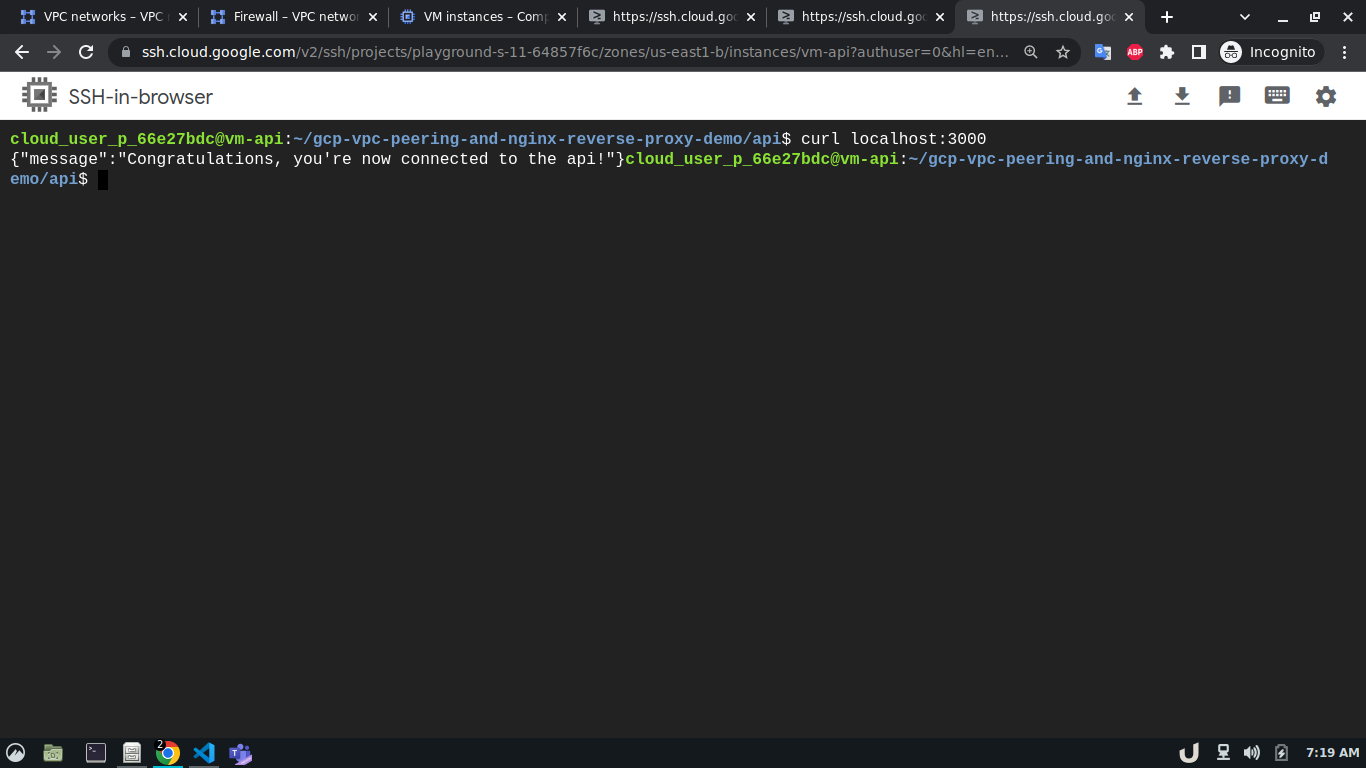 VPC networks – VPC n
Firewall – VPC networ
VM instances – Comp
https://ssh.cloud.goo
https://ssh.cloud.goo
https://ssh.cloud.goo
ssh.cloud.google.com/v2/ssh/projects/playground-s-11-64857f6c/zones/us-east1-b/instances/vm-api?authuser=0&hl=en...
ABP
Incognito
SSH-in-browser
cloud_user_p_66e27bdc@vm-api:~/gcp-vpc-peering-and-nginx-reverse-proxy-demo/api$ curl localhost:3000
{"message":"Congratulations, you're now connected to the api!"}cloud_user_p_66e27bdc@vm-api:~/gcp-vpc-peering-and-nginx-reverse-proxy-d
emo/api$
2
7:19 AM